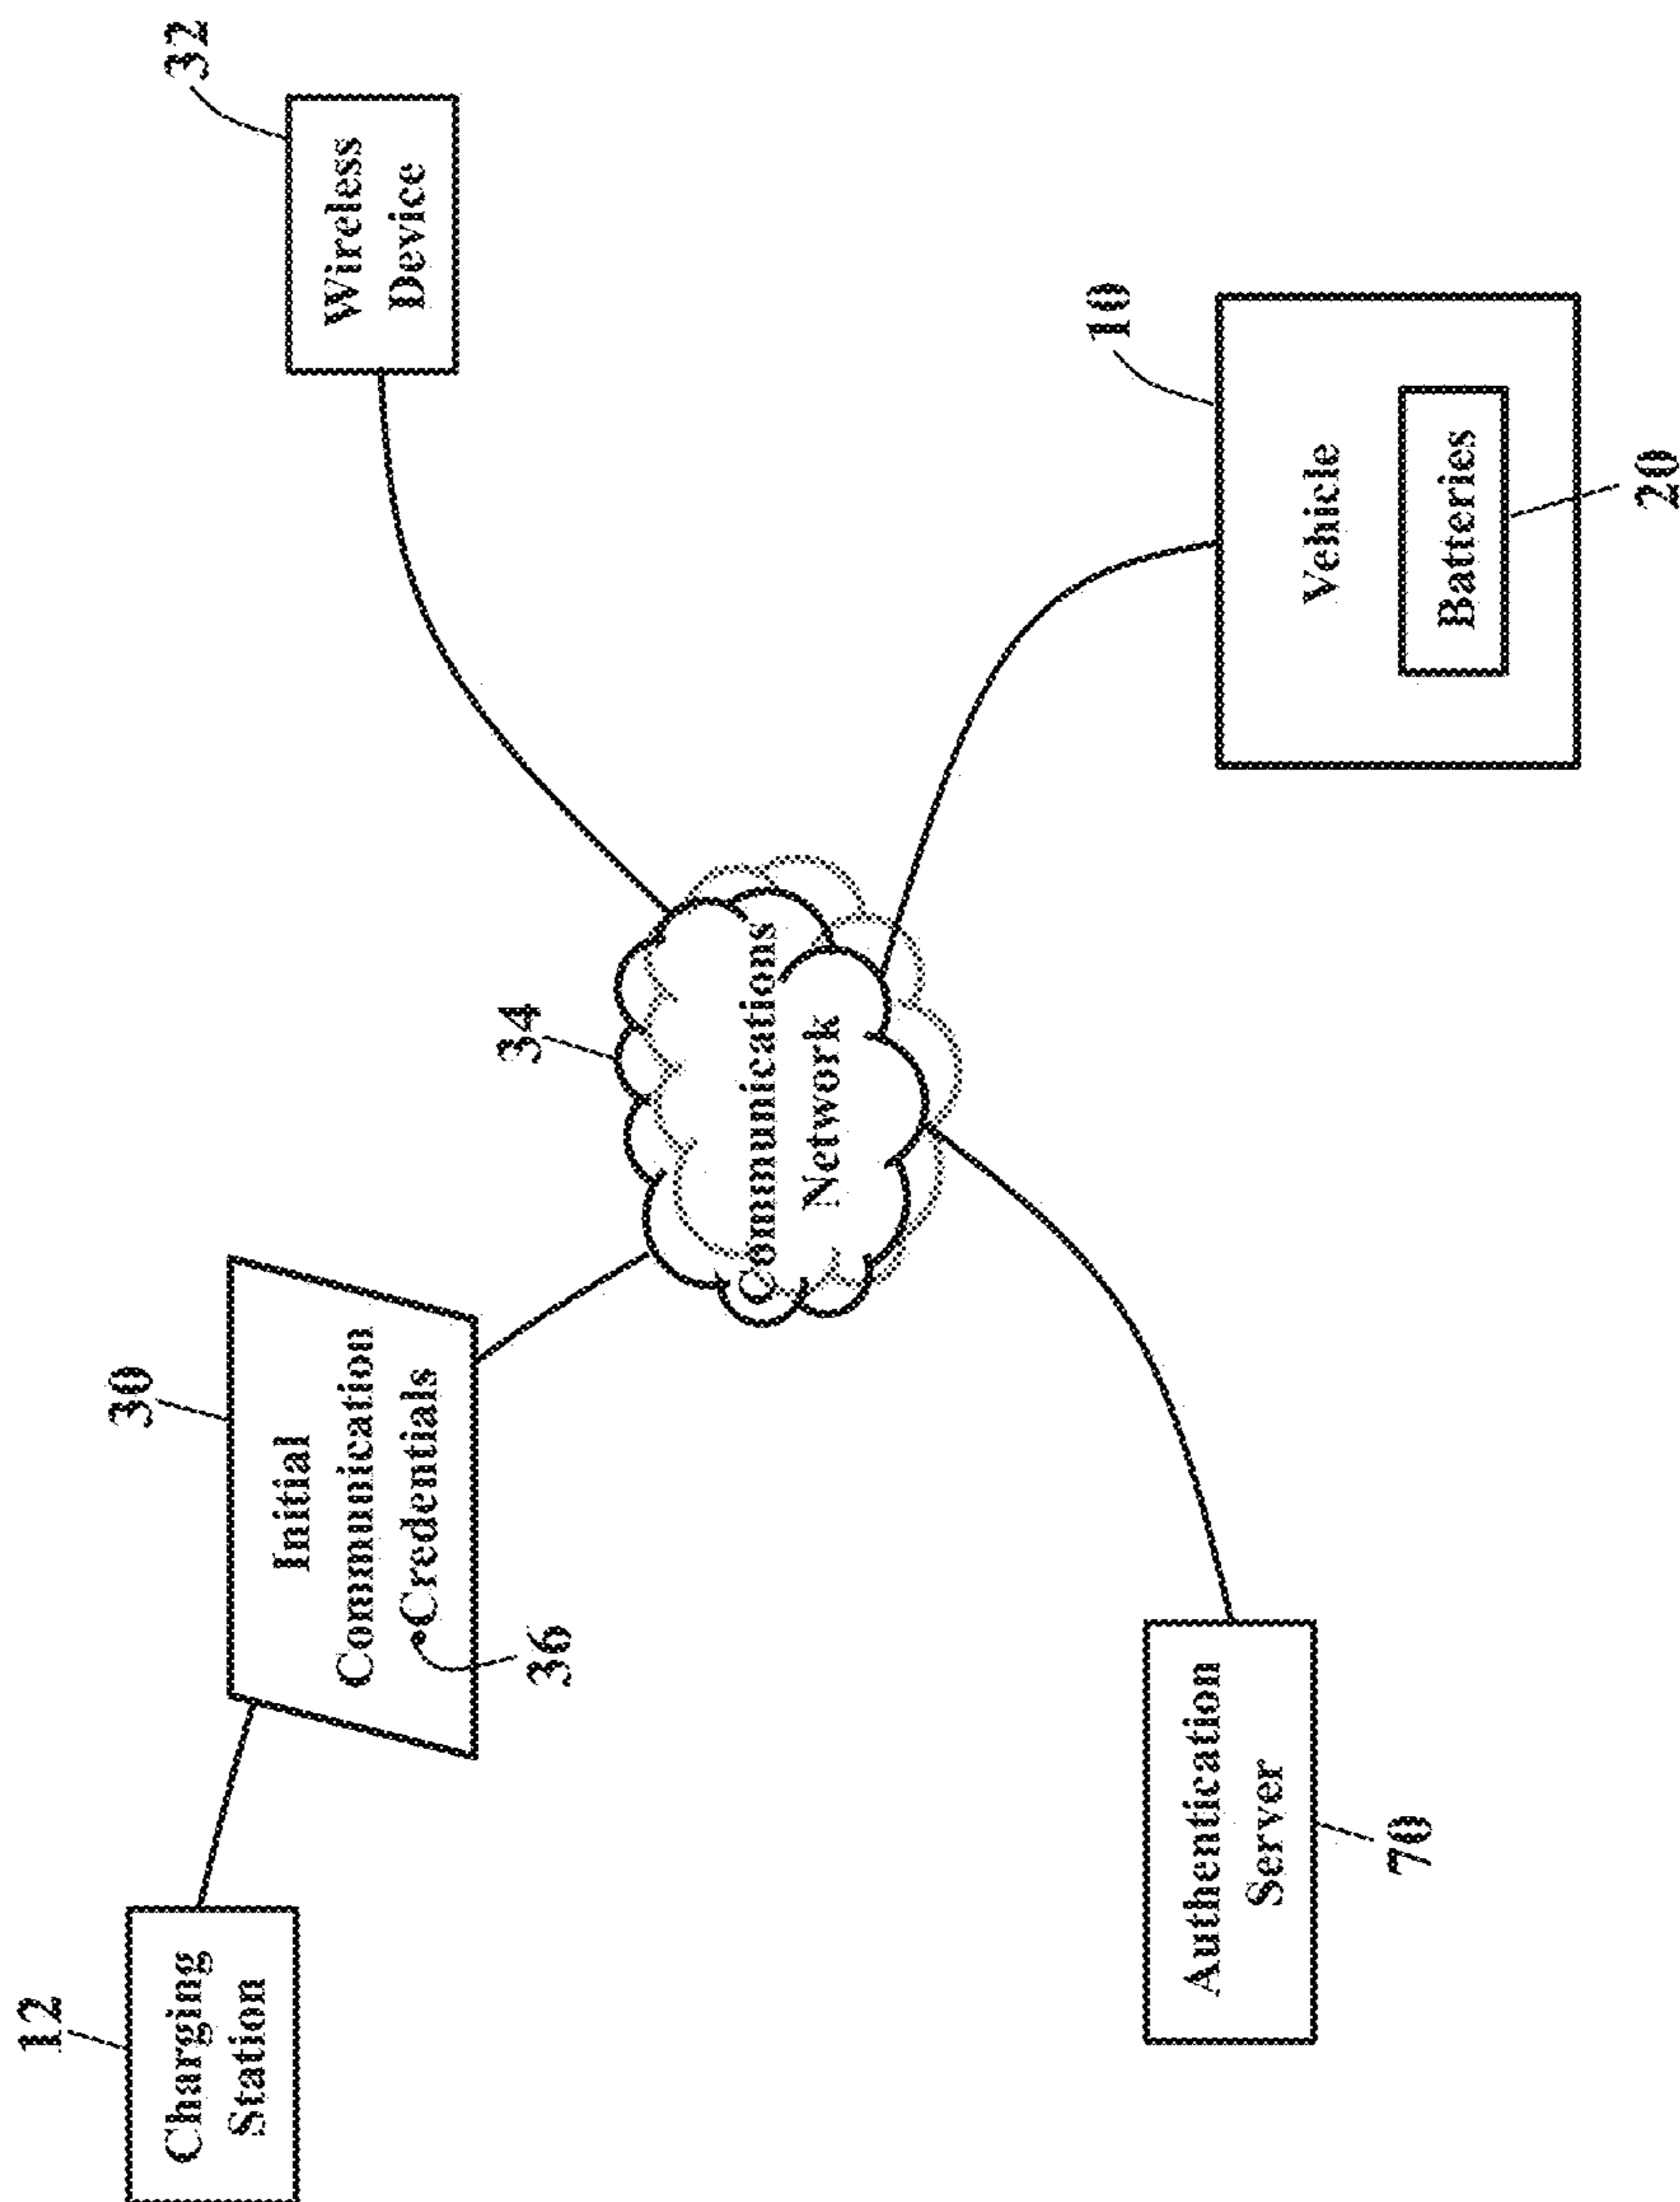 12
Charging
Station
30
Initial
Communication
Credentials
36
34
Communications
Network
32
Wireless
Device
Authentication
Server
70
10
Vehicle
Batteries
20